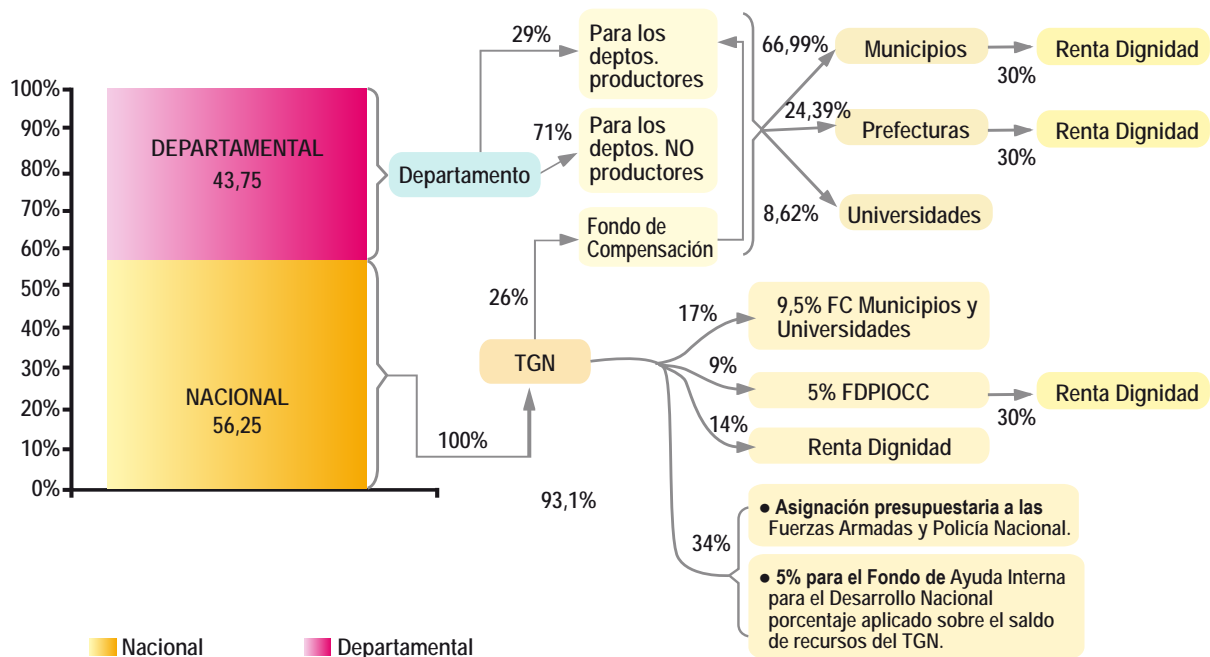 100%
90%
80%
70%
60%
50%
40%
30%
20%
10%
0%
DEPARTAMENTAL
43,75
NACIONAL
56,25
Departamento
29%
Para los
deptos.
productores
71%
Para los
deptos. NO
productores
Fondo de
Compensación
26%
100%
TGN
93,1%
66,99%
Municipios
30%
Renta Dignidad
24,39%
Prefecturas
30%
Renta Dignidad
8,62%
Universidades
17%
9,5% FC Municipios y
Universidades
9%
5% FDPIOCC
30%
Renta Dignidad
14%
Renta Dignidad
34%
● Asignación presupuestaria a las
Fuerzas Armadas y Policía Nacional.
● 5% para el Fondo de Ayuda Interna
para el Desarrollo Nacional
porcentaje aplicado sobre el saldo
de recursos del TGN.
Nacional
Departamental